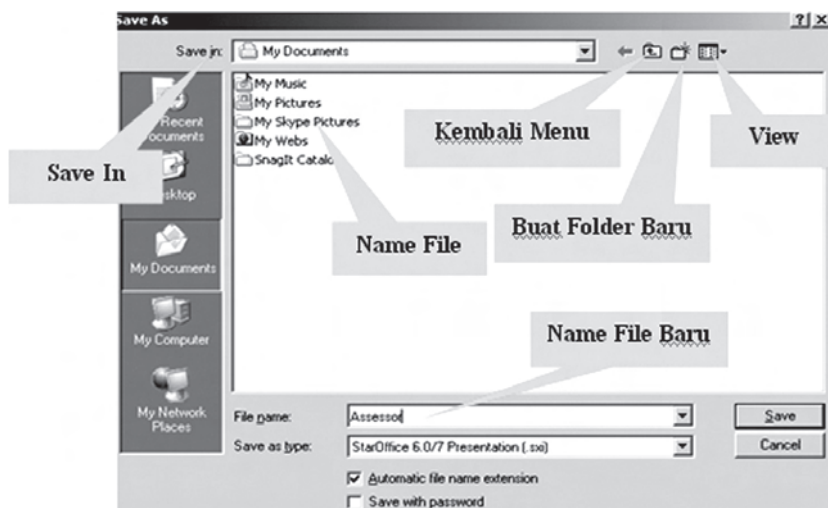 Save As
Save in:
My Documents
My Music
My Pictures
My Skype Pictures
My Webs
SnagIt Catalo
Kembali Menu
View
Save In
Name File
Buat Folder Baru
Recent
Documents
Desktop
My Documents
My Computer
My Network
Places
Name File Baru
File name:
Assessor
Save
Save as type:
StarOffice 6.0/7 Presentation (.sxi)
Cancel
Automatic file name extension
Save with password